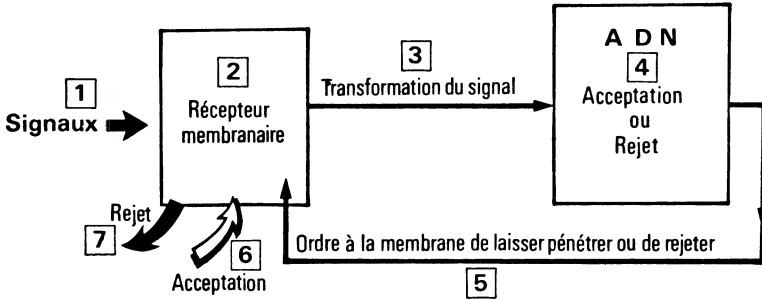 1
Signaux
2
Récepteur
membranaire
3
Transformation du signal
A D N
4
Acceptation
ou
Rejet
Rejet
7
6
Acceptation
Ordre à la membrane de laisser pénétrer ou de rejeter
5